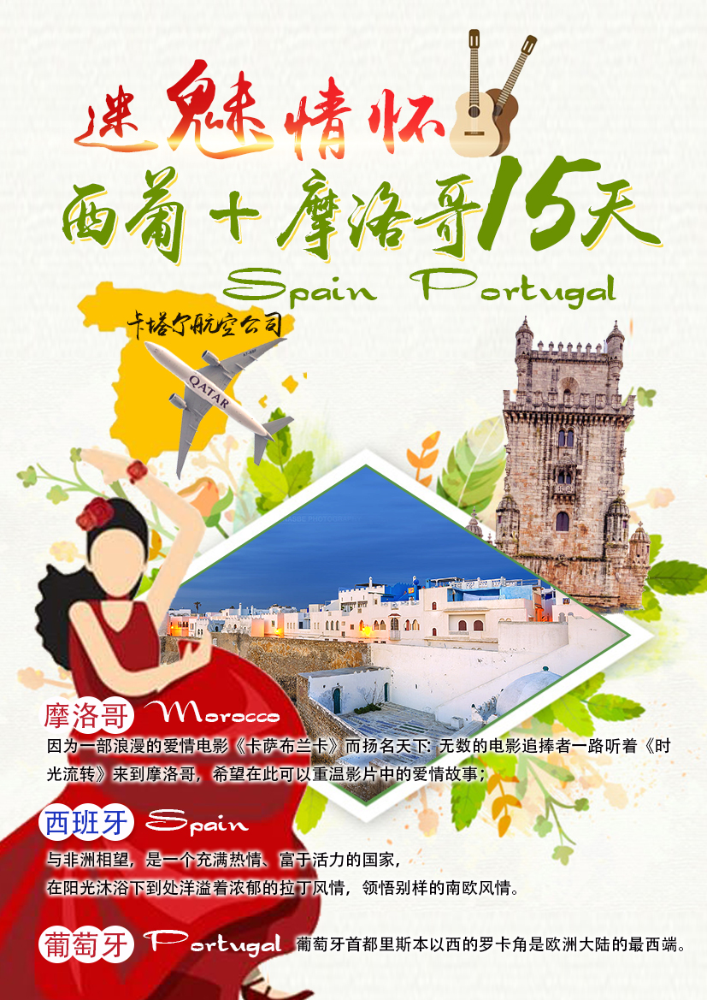 迷魅情怀
西葡+摩洛哥15天
Spain Portugal
卡塔尔航空公司
QATAR
摩洛哥 Morocco
因为一部浪漫的爱情电影《卡萨布兰卡》而扬名天下: 无数的电影追捧者一路听着《时
光流转》来到摩洛哥，希望在此可以重温影片中的爱情故事；
西班牙 Spain
与非洲相望，是一个充满热情、富于活力的国家，
在阳光沐浴下到处洋溢着浓郁的拉丁风情，领悟别样的南欧风情。
葡萄牙 Portugal 葡萄牙首都里斯本以西的罗卡角是欧洲大陆的最西端。